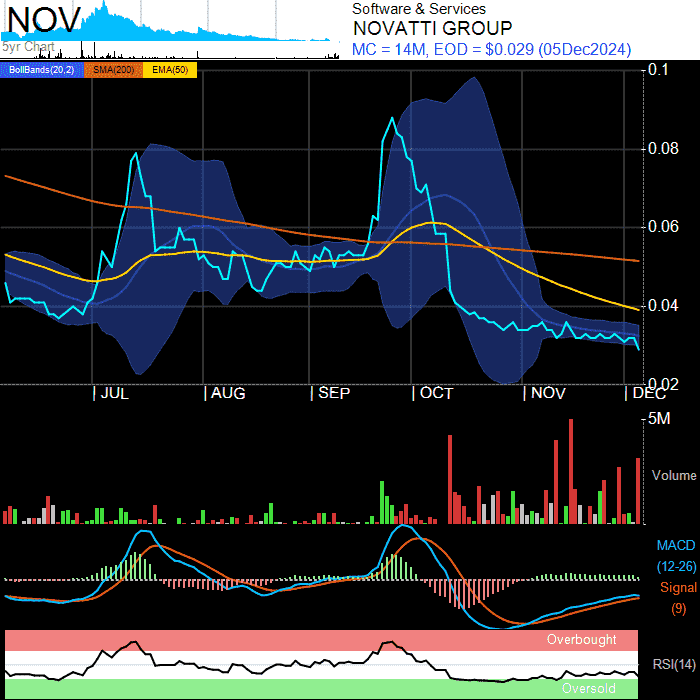 NOV
Software & Services
NOVATTI GROUP
5yr Chart
MC = 14M, EOD = $0.029 (05Dec2024)
BollBands(20,2) SMA(200) EMA(50)
0.1
0.08
0.06
0.04
0.02
JUL AUG SEP OCT NOV DEC
5M
Volume
MACD
(12-26)
Signal
(9)
Overbought
RSI(14)
Oversold